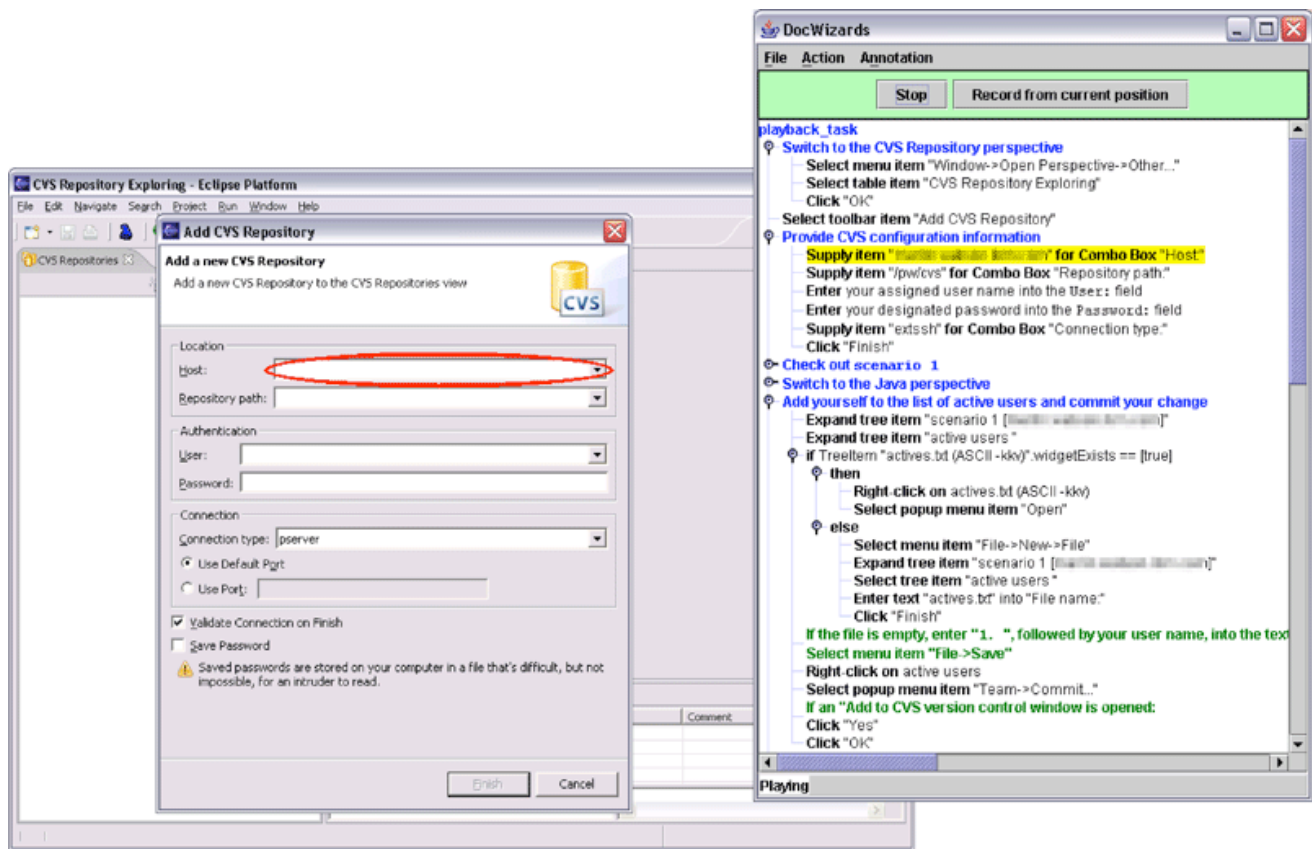 CVS Repository Exploring - Eclipse Platform
File Edit Navigate Search Project Run Window Help
CVS Repositories
Comment
Add CVS Repository
Add a new CVS Repository
Add a new CVS Repository to the CVS Repositories view
CVS
Location
Host:
Repository path:
Authentication
User:
Password:
Connection
Connection type: pserver
Use Default Port
Use Port:
Validate Connection on Finish
Save Password
Saved passwords are stored on your computer in a file that's difficult, but not
impossible, for an intruder to read.
Finish Cancel
DocWizards
File Action Annotation
Stop Record from current position
playback_task
Switch to the CVS Repository perspective
Select menu item "Window->Open Perspective->Other..."
Select table item "CVS Repository Exploring"
Click "OK"
Select toolbar item "Add CVS Repository"
Provide CVS configuration information
Supply item " " for Combo Box "Host:"
Supply item "/pw/cvs" for Combo Box "Repository path:"
Enter your assigned user name into the User: field
Enter your designated password into the Password: field
Supply item "extssh" for Combo Box "Connection type:"
Click "Finish"
Check out scenario 1
Switch to the Java perspective
Add yourself to the list of active users and commit your change
Expand tree item "scenario 1 [ ]"
Expand tree item "active users "
if TreeItem "actives.txt (ASCII -kkv)".widgetExists == [true]
then
Right-click on actives.txt (ASCII -kkv)
Select popup menu item "Open"
else
Select menu item "File->New->File"
Expand tree item "scenario 1 [ ]"
Select tree item "active users "
Enter text "actives.txt" into "File name:"
Click "Finish"
If the file is empty, enter "1. ", followed by your user name, into the text
Select menu item "File->Save"
Right-click on active users
Select popup menu item "Team->Commit..."
If an "Add to CVS version control window is opened:
Click "Yes"
Click "OK"
Playing